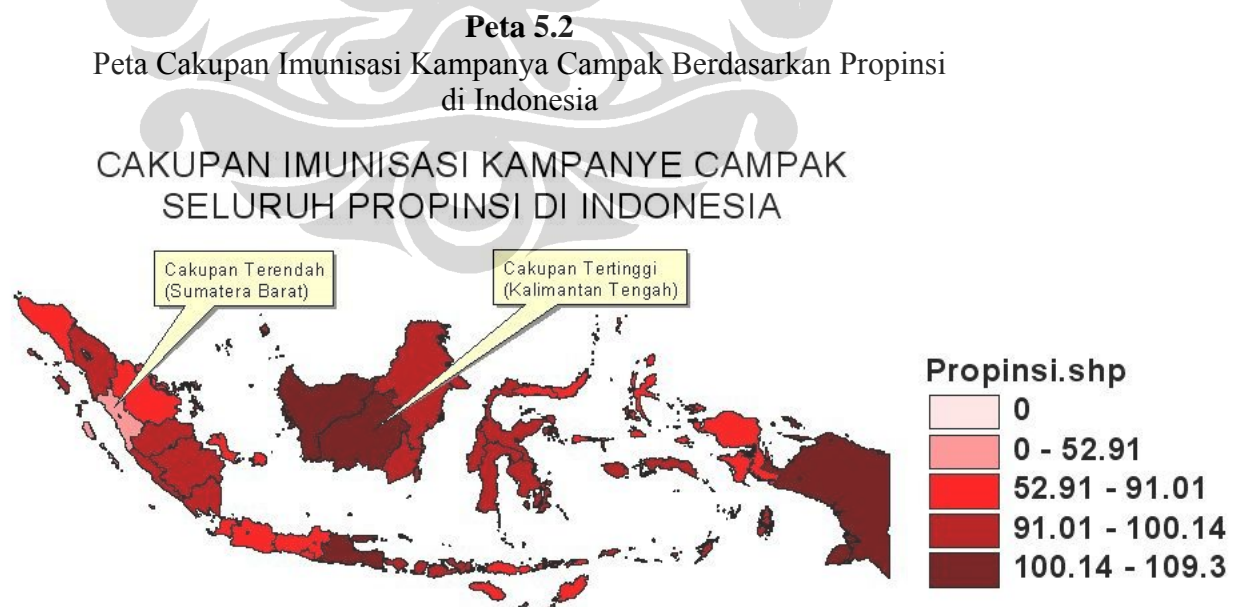 Peta 5.2
Peta Cakupan Imunisasi Kampanya Campak Berdasarkan Propinsi
di Indonesia
CAKUPAN IMUNISASI KAMPANYE CAMPAK
SELURUH PROPINSI DI INDONESIA
Cakupan Terendah
(Sumatera Barat)
Cakupan Tertinggi
(Kalimantan Tengah)
Propinsi.shp
0
0 - 52.91
52.91 - 91.01
91.01 - 100.14
100.14 - 109.3